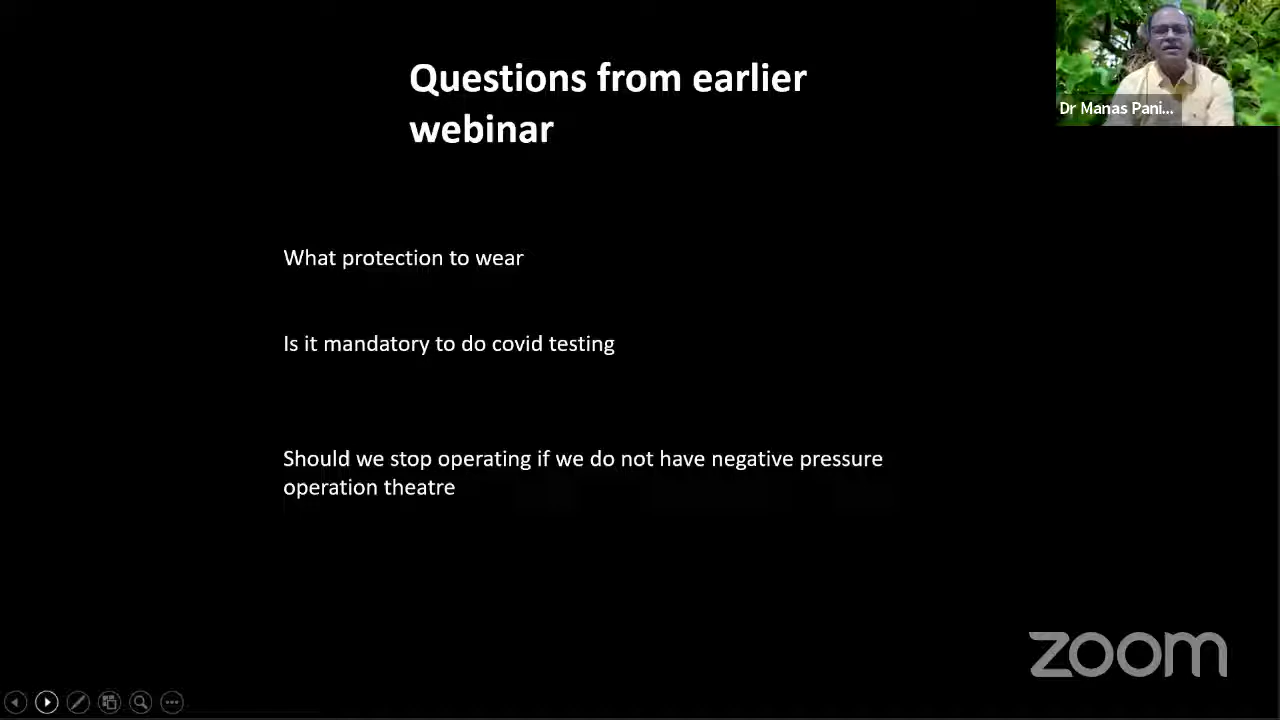 Questions from earlier
webinar
Dr Manas Pani...
What protection to wear
Is it mandatory to do covid testing
Should we stop operating if we do not have negative pressure
operation theatre
zoom